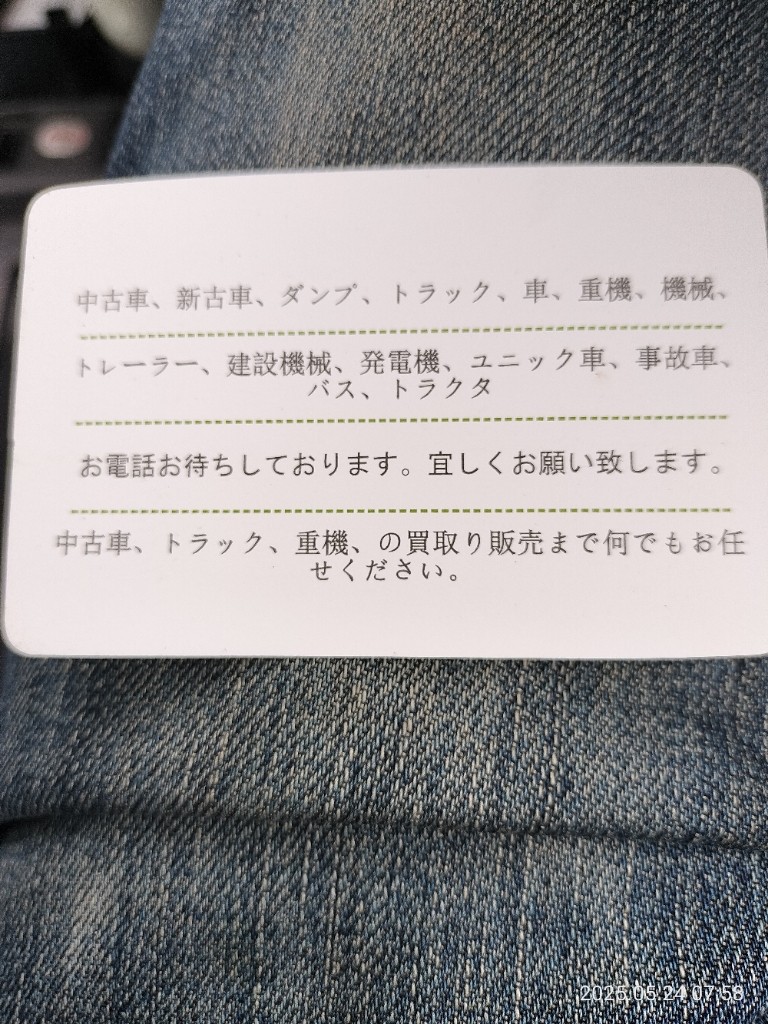 中古車、新古車、ダンプ、トラック、車、重機、機械、
トレーラー、建設機械、発電機、ユニック車、事故車、
バス、トラクタ
お電話お待ちしております。宜しくお願い致します。
中古車、トラック、重機、の買取り販売まで何でもお任
せください。
2025.05.24 07:58